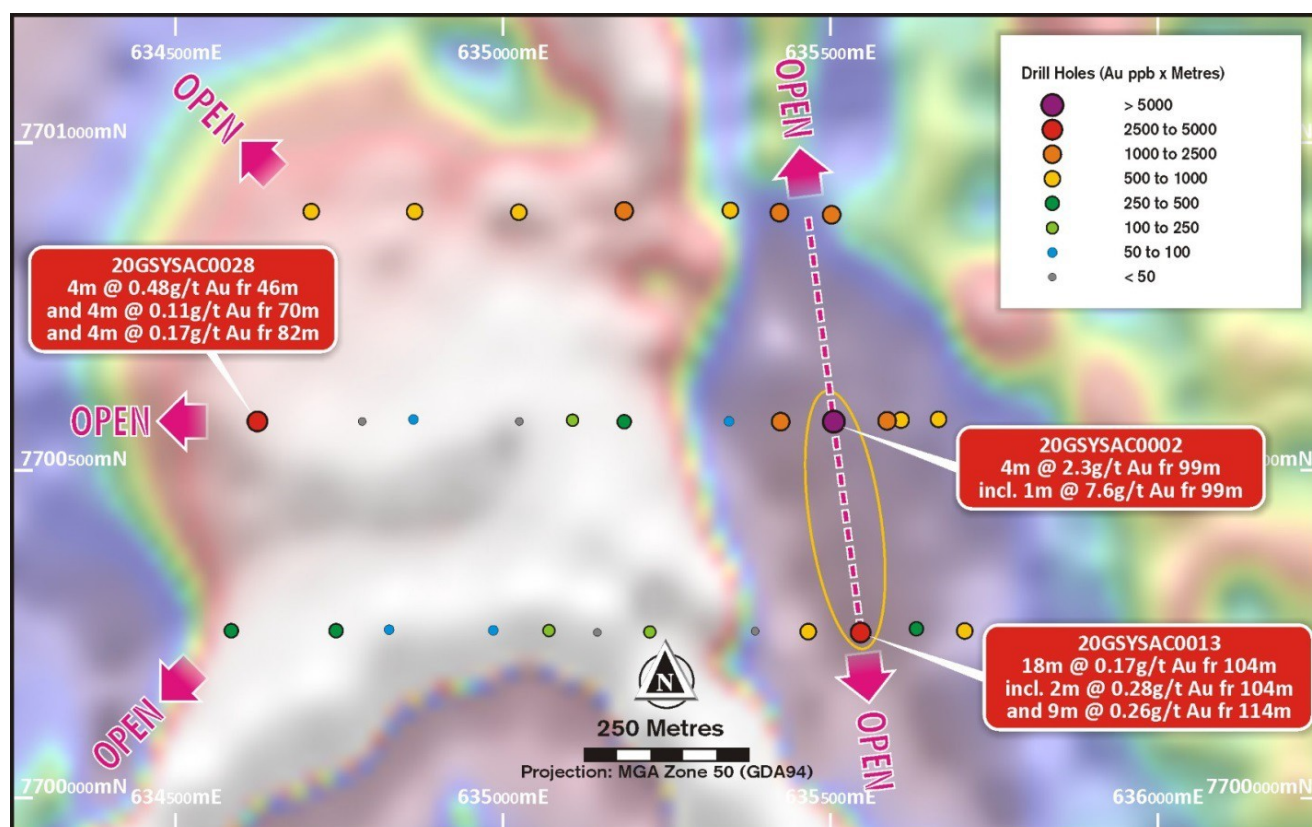 634500mE
635000mE
635500mE
OPEN
OPEN
7701000mN
Drill Holes (Au ppb x Metres)
> 5000
2500 to 5000
1000 to 2500
500 to 1000
250 to 500
100 to 250
50 to 100
< 50
20GSYSAC0028
4m @ 0.48g/t Au fr 46m
and 4m @ 0.11g/t Au fr 70m
and 4m @ 0.17g/t Au fr 82m
OPEN
7700500mN
20GSYSAC0002
4m @ 2.3g/t Au fr 99m
incl. 1m @ 7.6g/t Au fr 99m
20GSYSAC0013
18m @ 0.17g/t Au fr 104m
incl. 2m @ 0.28g/t Au fr 104m
and 9m @ 0.26g/t Au fr 114m
OPEN
OPEN
N
250 Metres
Projection: MGA Zone 50 (GDA94)
7700000mN
634500mE
635000mE
635500mE
636000mE
7700000mN